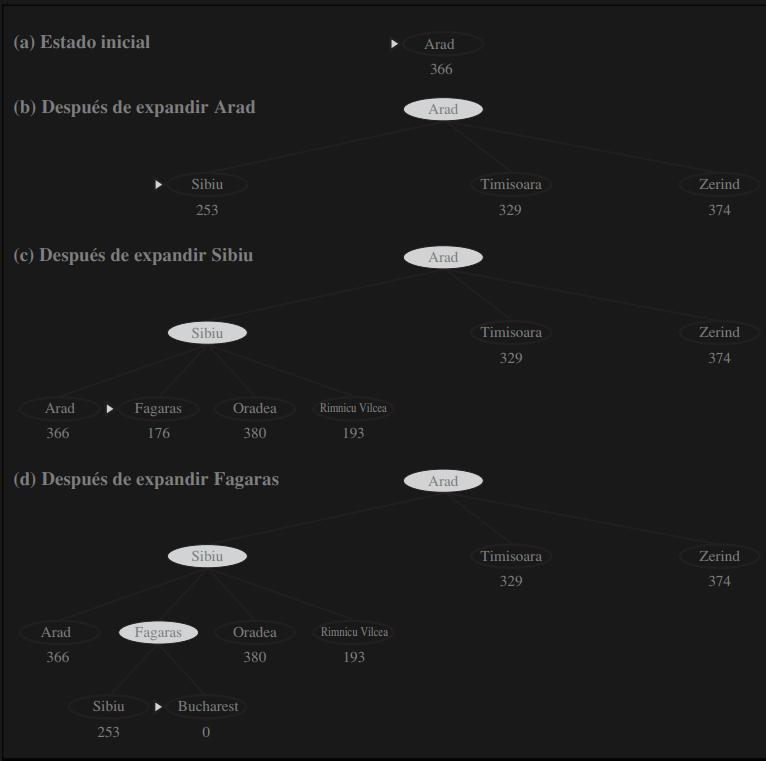 (a) Estado inicial
Arad
366
(b) Después de expandir Arad
Arad
Sibiu
Timisoara
Zerind
253
329
374
(c) Después de expandir Sibiu
Arad
Sibiu
Timisoara
Zerind
329
374
Arad
Fagaras
Oradea
Rimnicu Vilcea
366
176
380
193
(d) Después de expandir Fagaras
Arad
Sibiu
Timisoara
Zerind
329
374
Arad
Fagaras
Oradea
Rimnicu Vilcea
366
380
193
Sibiu
Bucharest
253
0